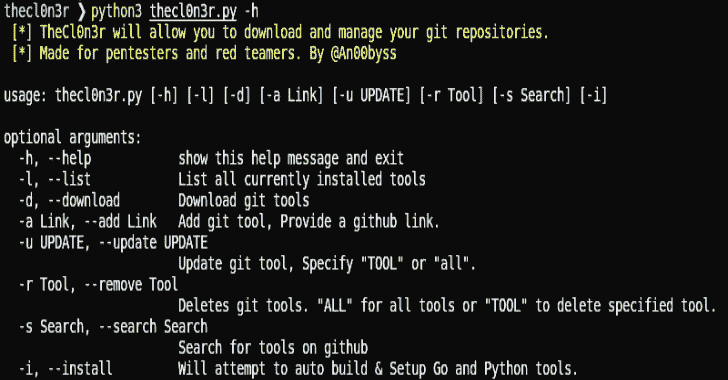 thecl0n3r ❯ python3 thecl0n3r.py -h
[*] TheCl0n3r will allow you to download and manage your git repositories.
[*] Made for pentesters and red teamers. By @An00byss
usage: thecl0n3r.py [-h] [-l] [-d] [-a Link] [-u UPDATE] [-r Tool] [-s Search] [-i]
optional arguments:
-h, --help show this help message and exit
-l, --list List all currently installed tools
-d, --download Download git tools
-a Link, --add Link Add git tool, Provide a github link.
-u UPDATE, --update UPDATE
Update git tool, Specify "TOOL" or "all".
-r Tool, --remove Tool
Deletes git tools. "ALL" for all tools or "TOOL" to delete specified tool.
-s Search, --search Search
Search for tools on github
-i, --install Will attempt to auto build & Setup Go and Python tools.